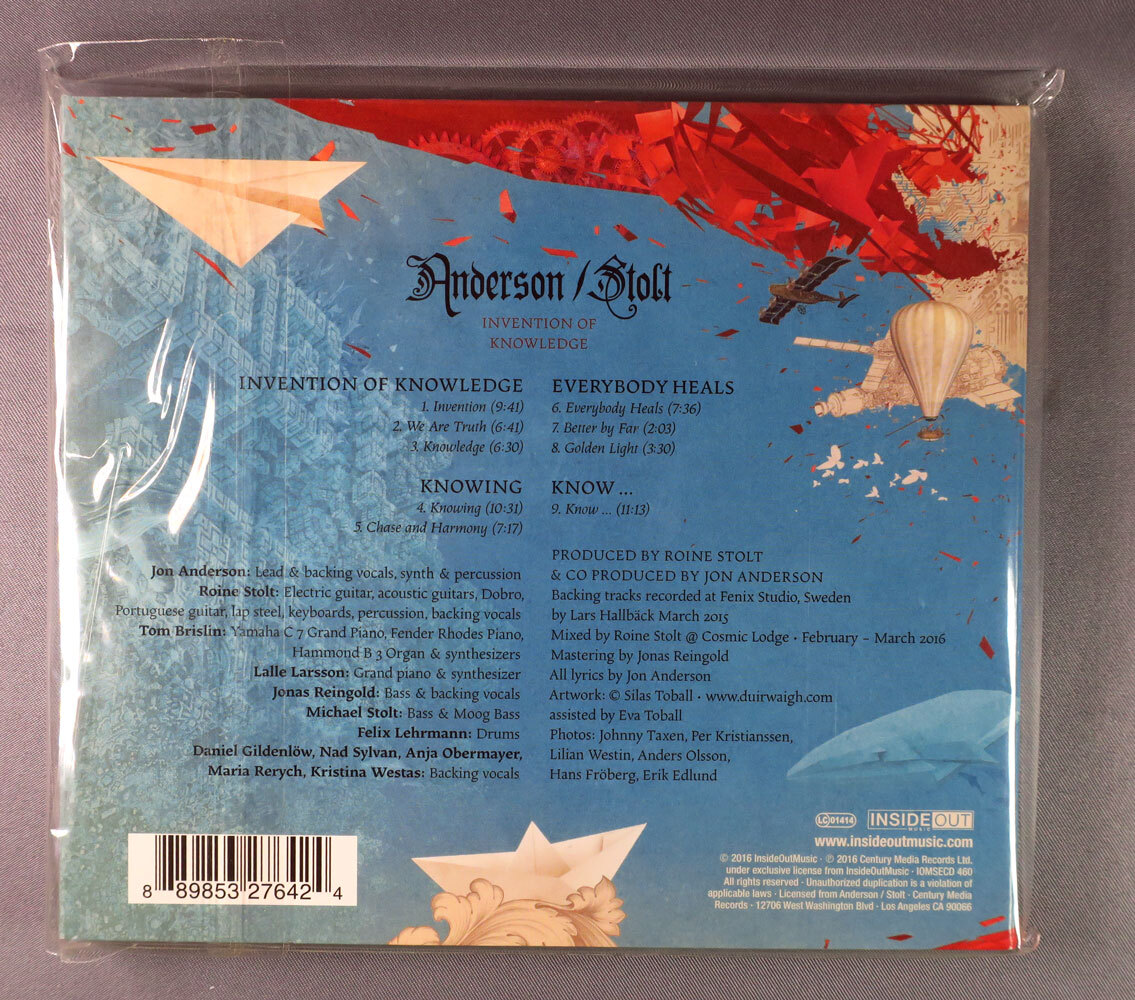 Anderson / Stolt
INVENTION OF
KNOWLEDGE
INVENTION OF KNOWLEDGE
1. Invention (9:41)
2. We Are Truth (6:41)
3. Knowledge (6:30)
KNOWING
4. Knowing (10:31)
5. Chase and Harmony (7:17)
EVERYBODY HEALS
6. Everybody Heals (7:36)
7. Better by Far (2:03)
8. Golden Light (3:30)
KNOW ...
9. Know ... (11:13)
Jon Anderson: Lead & backing vocals, synth & percussion
Roine Stolt: Electric guitar, acoustic guitars, Dobro,
Portuguese guitar, lap steel, keyboards, percussion, backing vocals
Tom Brislin: Yamaha C 7 Grand Piano, Fender Rhodes Piano,
Hammond B 3 Organ & synthesizers
Lalle Larsson: Grand piano & synthesizer
Jonas Reingold: Bass & backing vocals
Michael Stolt: Bass & Moog Bass
Felix Lehrmann: Drums
Daniel Gildenlöw, Nad Sylvan, Anja Obermayer,
Maria Rerych, Kristina Westas: Backing vocals
PRODUCED BY ROINE STOLT
& CO PRODUCED BY JON ANDERSON
Backing tracks recorded at Fenix Studio, Sweden
by Lars Hallbäck March 2015
Mixed by Roine Stolt @ Cosmic Lodge · February – March 2016
Mastering by Jonas Reingold
All lyrics by Jon Anderson
Artwork: © Silas Toball · www.duirwaigh.com
assisted by Eva Toball
Photos: Johnny Taxen, Per Kristianssen,
Lilian Westin, Anders Olsson,
Hans Fröberg, Erik Edlund
8 89853 27642 4
LC 01414
INSIDEOUT
MUSIC
www.insideoutmusic.com
© 2016 InsideOutMusic · ℗ 2016 Century Media Records Ltd.
under exclusive license from InsideOutMusic · IOMSECD 460
All rights reserved · Unauthorized duplication is a violation of
applicable laws · Licensed from Anderson / Stolt · Century Media
Records · 12706 West Washington Blvd · Los Angeles CA 90066